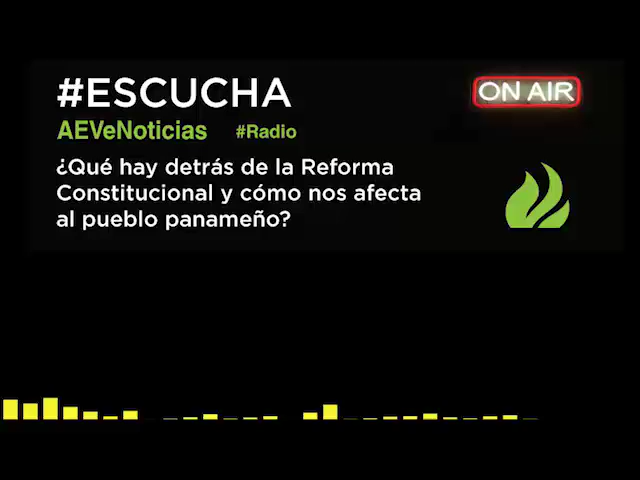 #ESCUCHA
ON AIR
AEVeNoticias #Radio
¿Qué hay detrás de la Reforma
Constitucional y cómo nos afecta
al pueblo panameño?